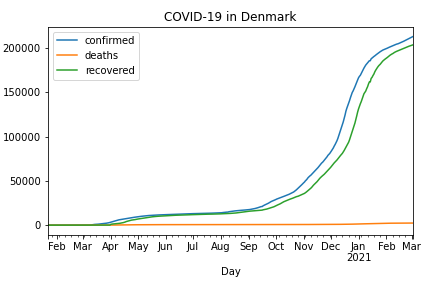 COVID-19 in Denmark
confirmed
deaths
recovered
200000
150000
100000
50000
0
Feb Mar Apr May Jun Jul Aug Sep Oct Nov Dec Jan Feb Mar
2021
Day